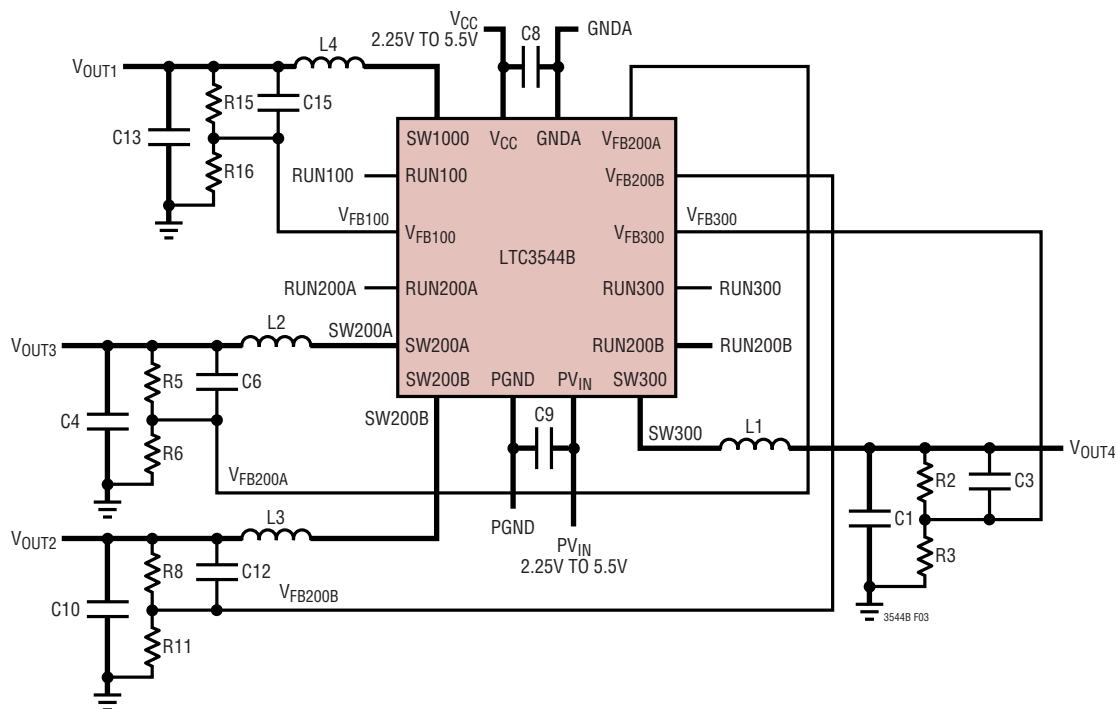 VCC
2.25V TO 5.5V
C8
GNDA
L4
VOUT1
R15
C15
C13
R16
SW1000
VCC
GNDA
VFB200A
RUN100
RUN100
VFB200B
VFB100
VFB100
VFB300
VFB300
LTC3544B
RUN200A
RUN200A
RUN300
RUN300
L2
SW200A
VOUT3
SW200A
RUN200B
RUN200B
R5
C6
SW200B
PGND
PVIN
SW300
C4
SW200B
C9
R6
SW300
L1
VOUT4
VFB200A
R2
C3
L3
PGND
C1
VOUT2
PVIN
2.25V TO 5.5V
R3
R8
C12
VFB200B
C10
3544B F03
R11